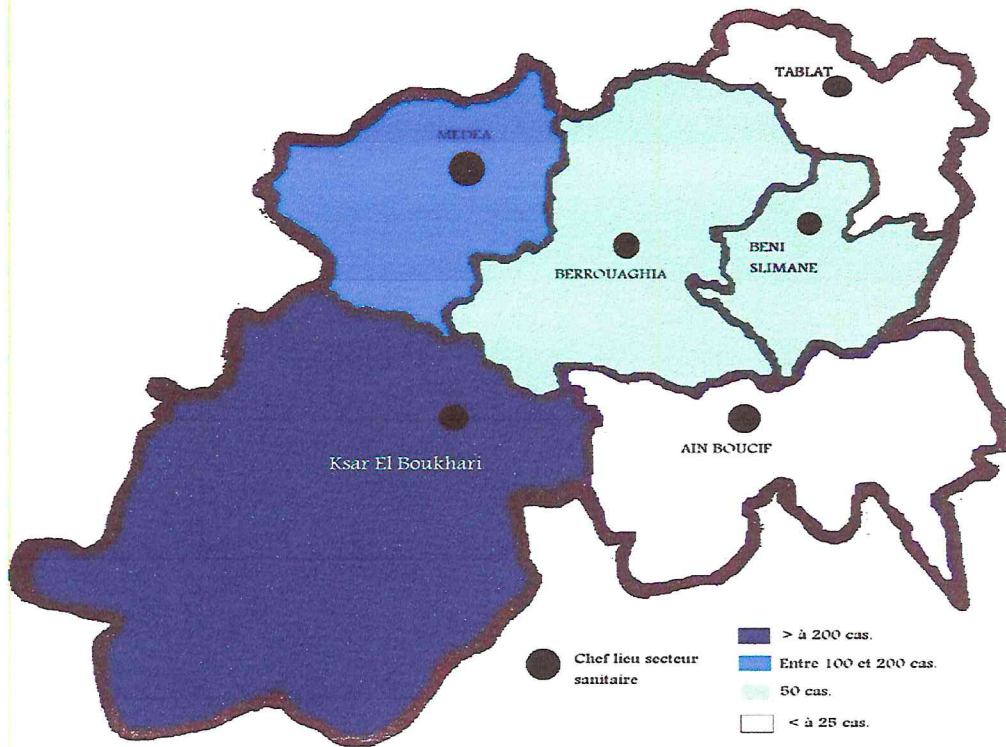 TABLAT
MEDEA
BENI
SLIMANE
BERROUAGHIA
AIN BOUCIF
Ksar El Boukhari
Chef lieu secteur
sanitaire
> à 200 cas.
Entre 100 et 200 cas.
50 cas.
< à 25 cas.